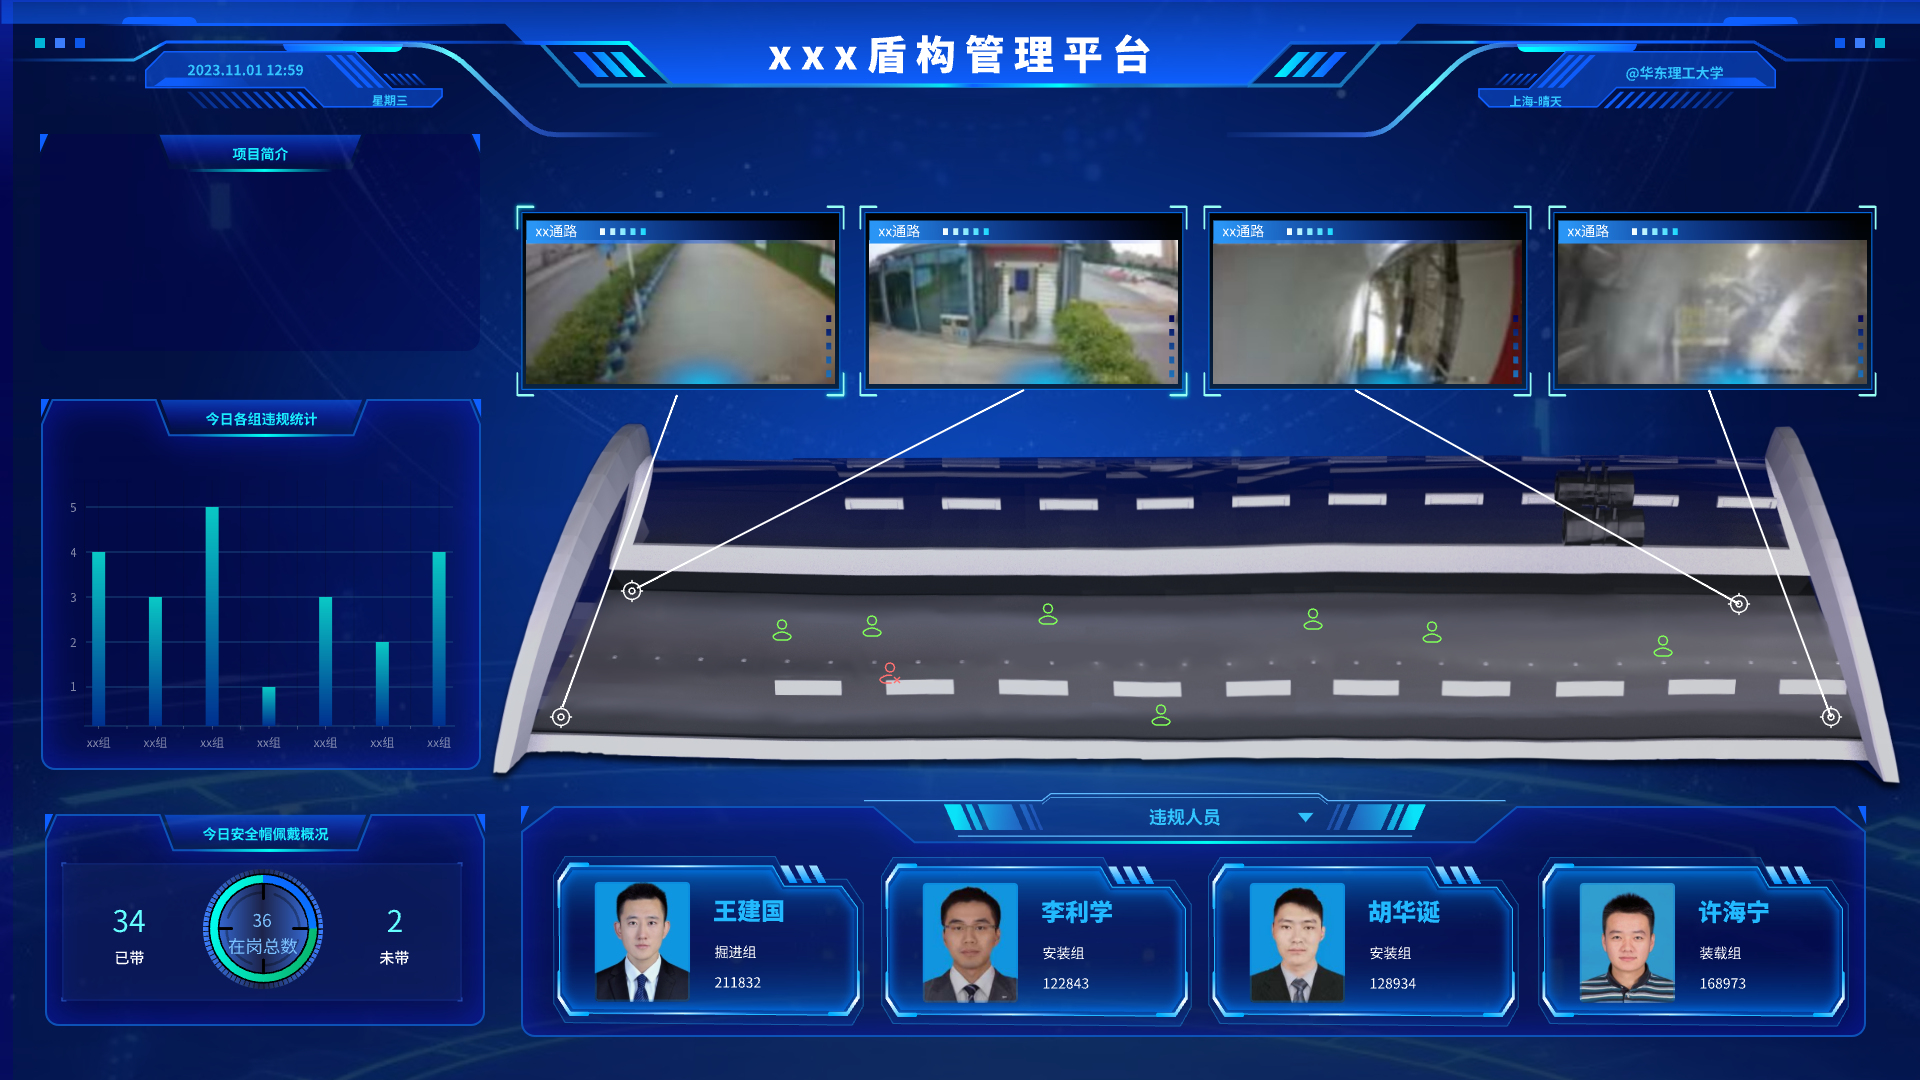 xxx盾构管理平台
2023.11.01 12:59
星期三
@华东理工大学
上海-晴天
项目简介
xx通路
xx通路
xx通路
xx通路
今日各组违规统计
5
4
3
2
1
xx组 xx组 xx组 xx组 xx组 xx组 xx组
今日安全帽佩戴概况
34
已带
36
在岗总数
2
未带
违规人员
王建国
掘进组
211832
李利学
安装组
122843
胡华诞
安装组
128934
许海宁
装载组
168973